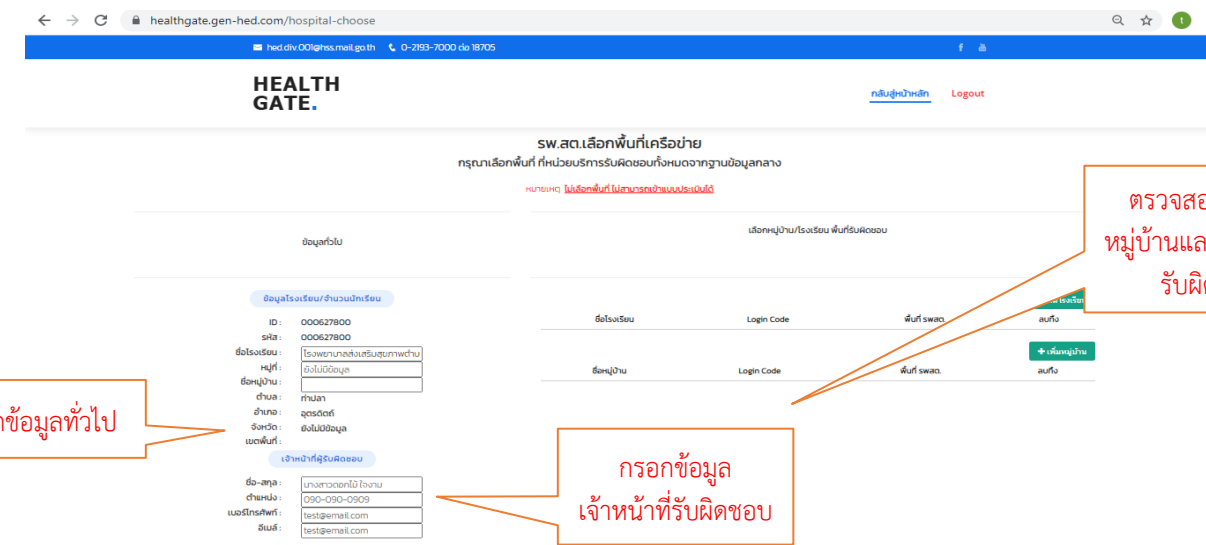 healthgate.gen-hed.com/hospital-choose
t
hed.div.001@hss.mail.go.th 0-2193-7000 ต่อ 18705
HEALTH
GATE.
กลับสู่หน้าหลัก Logout
รพ.สต.เลือกพื้นที่เครือข่าย
กรุณาเลือกพื้นที่ ที่หน่วยบริการรับผิดชอบทั้งหมดจากฐานข้อมูลกลาง
หมายเหตุ ไม่เลือกพื้นที่ ไม่สามารถเข้าแบบประเมินได้
ข้อมูลทั่วไป
เลือกหมู่บ้าน/โรงเรียน พื้นที่รับผิดชอบ
ข้อมูลโรงเรียน/จำนวนนักเรียน
ID : 000627800
รหัส : 000627800
ชื่อโรงเรียน : โรงพยาบาลส่งเสริมสุขภาพตำบ
หมู่ที่ : ยังไม่มีข้อมูล
ชื่อหมู่บ้าน :
ตำบล : ท่าปลา
อำเภอ : อุตรดิตถ์
จังหวัด : ยังไม่มีข้อมูล
เขตพื้นที่ :
เจ้าหน้าที่ผู้รับผิดชอบ
ชื่อ-สกุล : นางสาวดอกไม้ ใจงาม
ตำแหน่ง : 090-090-0909
เบอร์โทรศัพท์ : test@email.com
อีเมล์ : test@email.com
โรงเรียน
ชื่อโรงเรียน Login Code พื้นที่ รพสต. ลบทิ้ง
+ เพิ่มหมู่บ้าน
ชื่อหมู่บ้าน Login Code พื้นที่ รพสต. ลบทิ้ง
ข้อมูลทั่วไป
กรอกข้อมูล
เจ้าหน้าที่รับผิดชอบ
ตรวจสอ
หมู่บ้านแล
รับผิด